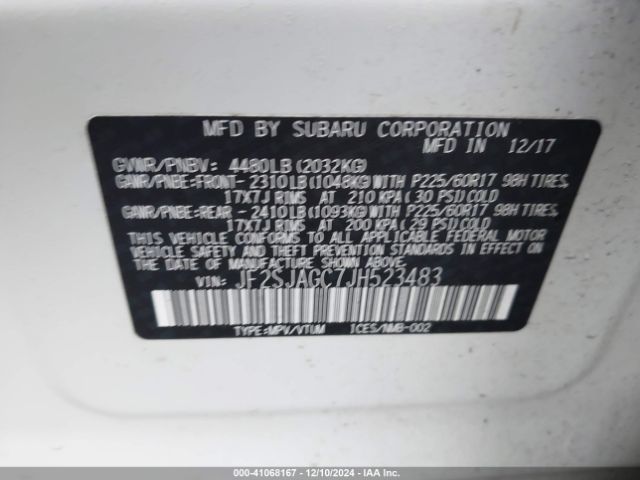 MFD BY SUBARU CORPORATION
MFD IN 12/17
GVWR/PNBV: 4480LB(2032KG)
GAWR/PNBE:FRONT-2310LB(1048KG)WITH P225/60R17 98H TIRES,
17X7J RIMS AT 210 KPA(30 PSI)COLD
GAWR/PNBE:REAR -2410LB(1093KG)WITH P225/60R17 98H TIRES,
17X7J RIMS AT 200 KPA(29 PSI)COLD
THIS VEHICLE CONFORMS TO ALL APPLICABLE FEDERAL MOTOR
VEHICLE SAFETY AND THEFT PREVENTION STANDARDS
IN EFFECT ON THE DATE OF MANUFACTURE SHOWN ABOVE.
VIN: JF2SJAGC7JH523483
TYPE:MPV/VTUM ICES/NMB-002
000-41068167 • 12/10/2024 •